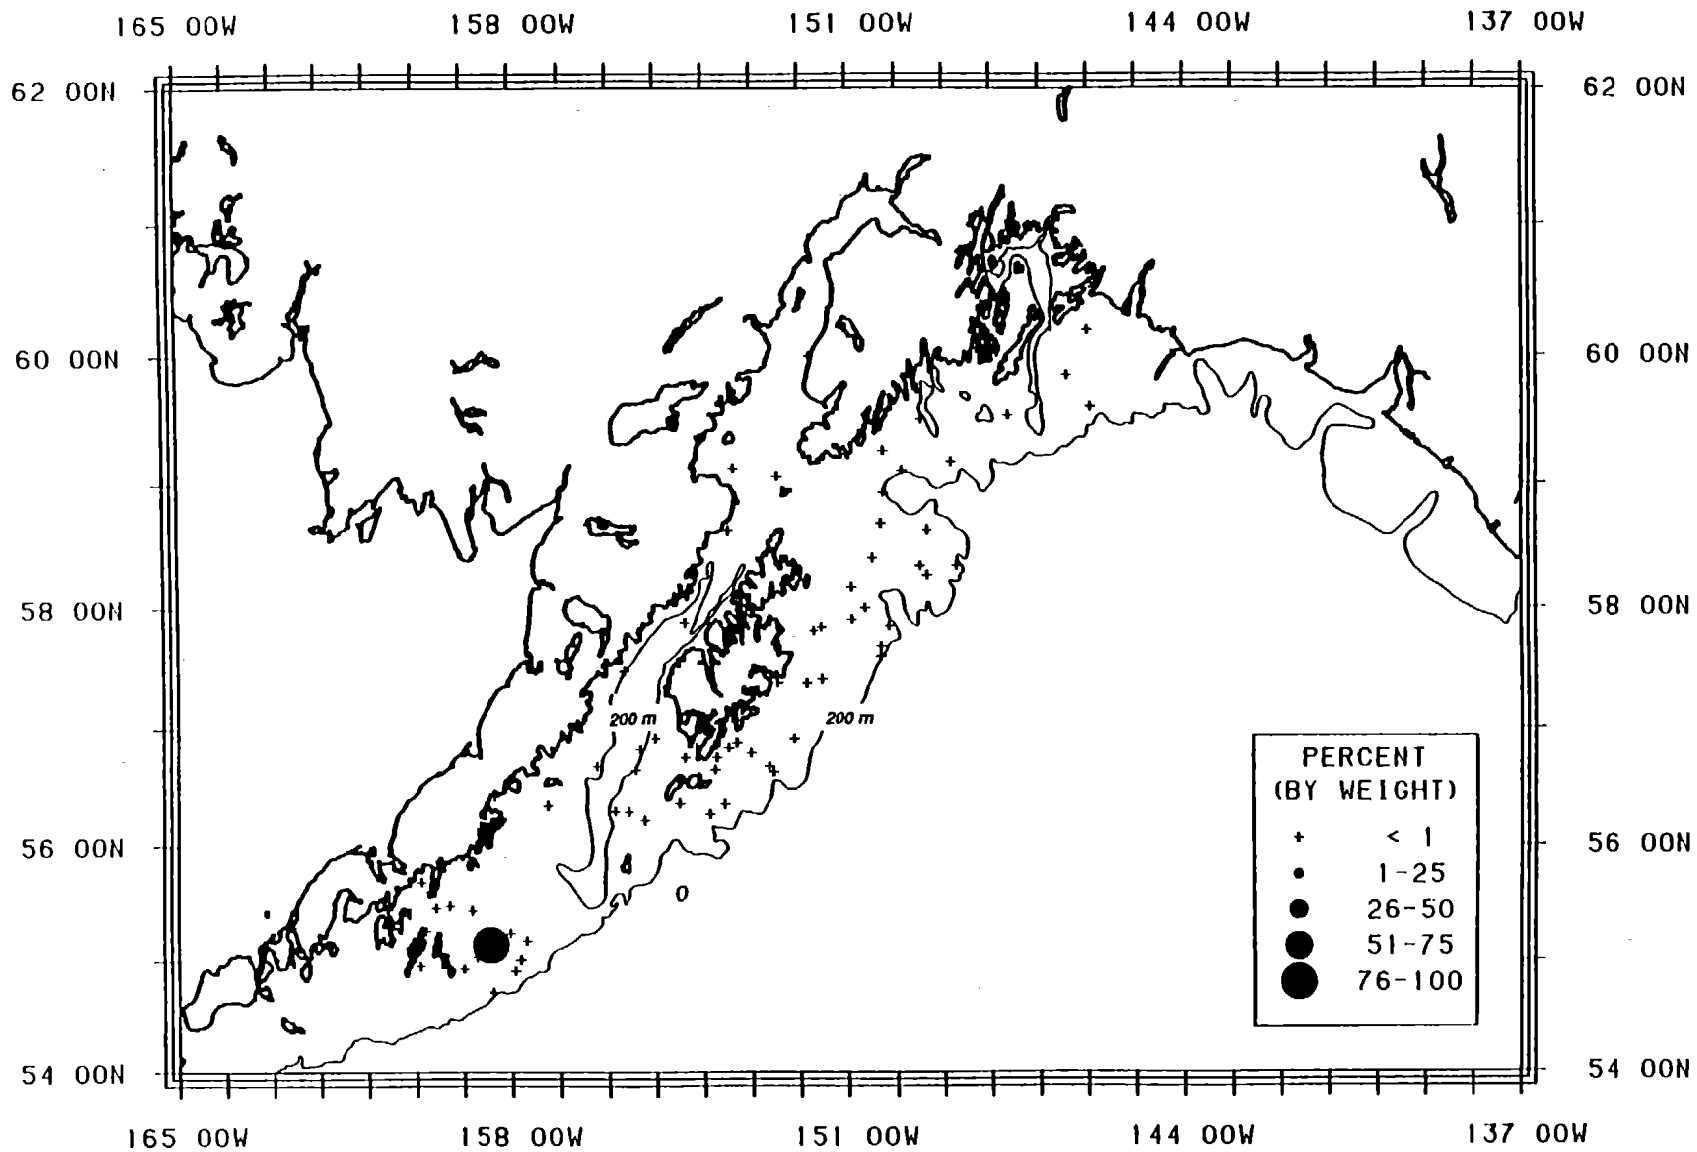 165 00W 158 00W 151 00W 144 00W 137 00W
62 00N 62 00N
60 00N 60 00N
58 00N 58 00N
200 m 200 m
PERCENT
(BY WEIGHT)
< 1
56 00N 56 00N
1-25
26-50
51-75
76-100
54 00N 54 00N
165 00W 158 00W 151 00W 144 00W 137 00W